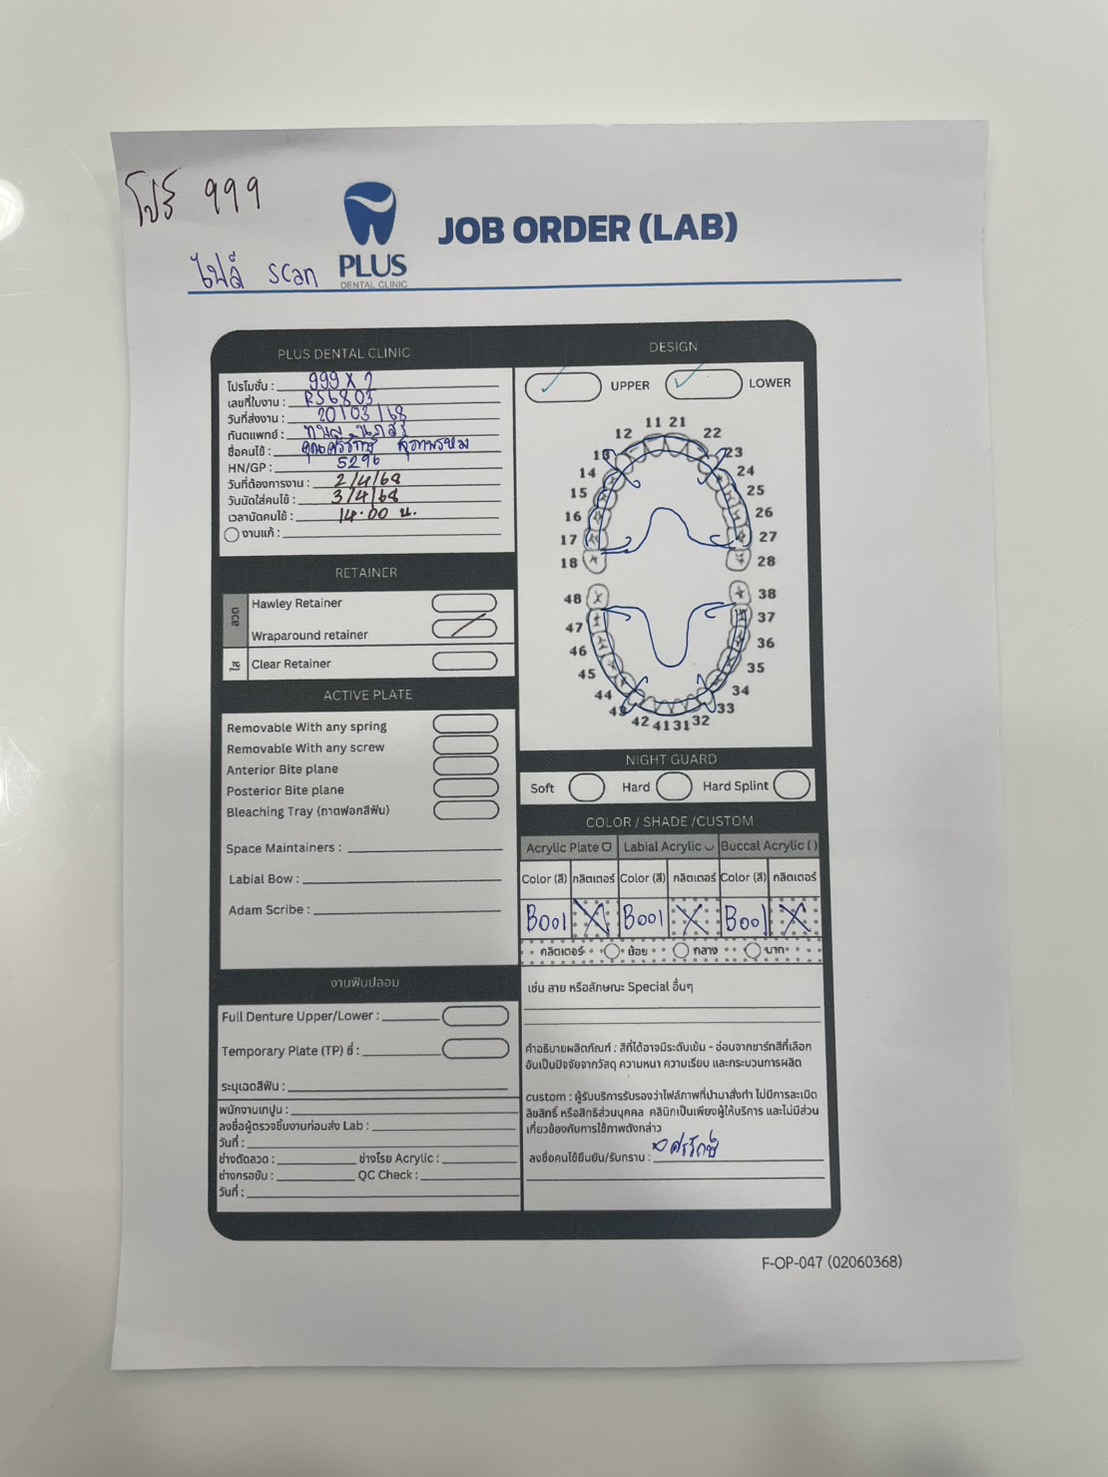 โปร 999
ไฟล์ scan
PLUS
DENTAL CLINIC
JOB ORDER (LAB)
PLUS DENTAL CLINIC
โปรโมชั่น : 999 X
เลขที่ใบงาน : RS6803
วันที่ส่งงาน : 20/03/68
ทันตแพทย์ :
ชื่อคนไข้ :
HN/GP : 5296
วันที่ต้องการงาน : 2/4/68
วันนัดใส่คนไข้ : 3/4/68
เวลานัดคนไข้ : 14.00 น.
งานแก้ :
RETAINER
ลวด
Hawley Retainer
Wraparound retainer
ใส
Clear Retainer
ACTIVE PLATE
Removable With any spring
Removable With any screw
Anterior Bite plane
Posterior Bite plane
Bleaching Tray (ถาดฟอกสีฟัน)
Space Maintainers :
Labial Bow :
Adam Scribe :
งานฟันปลอม
Full Denture Upper/Lower :
Temporary Plate (TP) ซี่ :
ระบุเฉดสีฟัน :
พนักงานเทปูน :
ลงชื่อผู้ตรวจชิ้นงานก่อนส่ง Lab :
วันที่ :
ช่างดัดลวด : ช่างโรย Acrylic :
ช่างกรอขัด : QC Check :
วันที่ :
DESIGN
UPPER LOWER
11 21
12 22
13 23
14 24
15 25
16 26
17 27
18 28
48 38
47 37
46 36
45 35
44 34
43 33
42 41 31 32
NIGHT GUARD
Soft Hard Hard Splint
COLOR / SHADE /CUSTOM
Acrylic Plate Labial Acrylic Buccal Acrylic ( )
Color (สี) กลิตเตอร์ Color (สี) กลิตเตอร์ Color (สี) กลิตเตอร์
B001 X B001 X B001 X
กลิตเตอร์ น้อย กลาง มาก
เช่น ลาย หรือลักษณะ Special อื่นๆ
คำอธิบายผลิตภัณฑ์ : สีที่ได้อาจมีระดับเข้ม - อ่อนจากชาร์ทสีที่เลือก
อันเป็นปัจจัยจากวัสดุ ความหนา ความเรียบ และกระบวนการผลิต
custom : ผู้รับบริการรับรองว่าไฟล์ภาพที่นำมาสั่งทำ ไม่มีการละเมิด
ลิขสิทธิ์ หรือสิทธิส่วนบุคคล คลินิกเป็นเพียงผู้ให้บริการ และไม่มีส่วน
เกี่ยวข้องกับการใช้ภาพดังกล่าว
ลงชื่อคนไข้ยืนยัน/รับทราบ :
F-OP-047 (02060368)